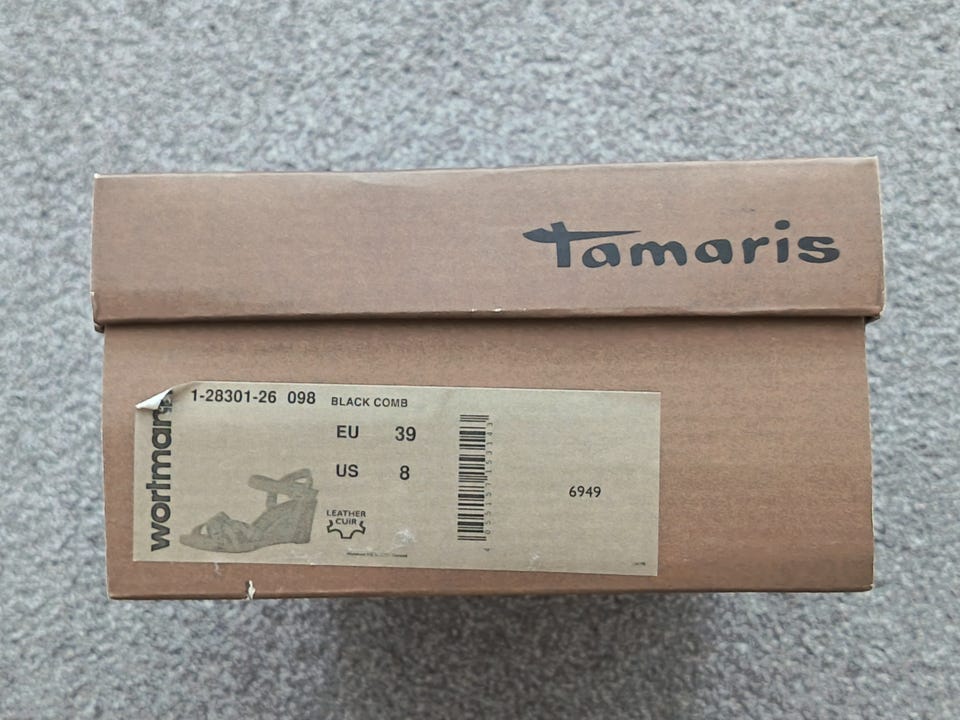 Tamaris
wortmann
1-28301-26 098 BLACK COMB
EU 39
US 8
LEATHER
CUIR
6949